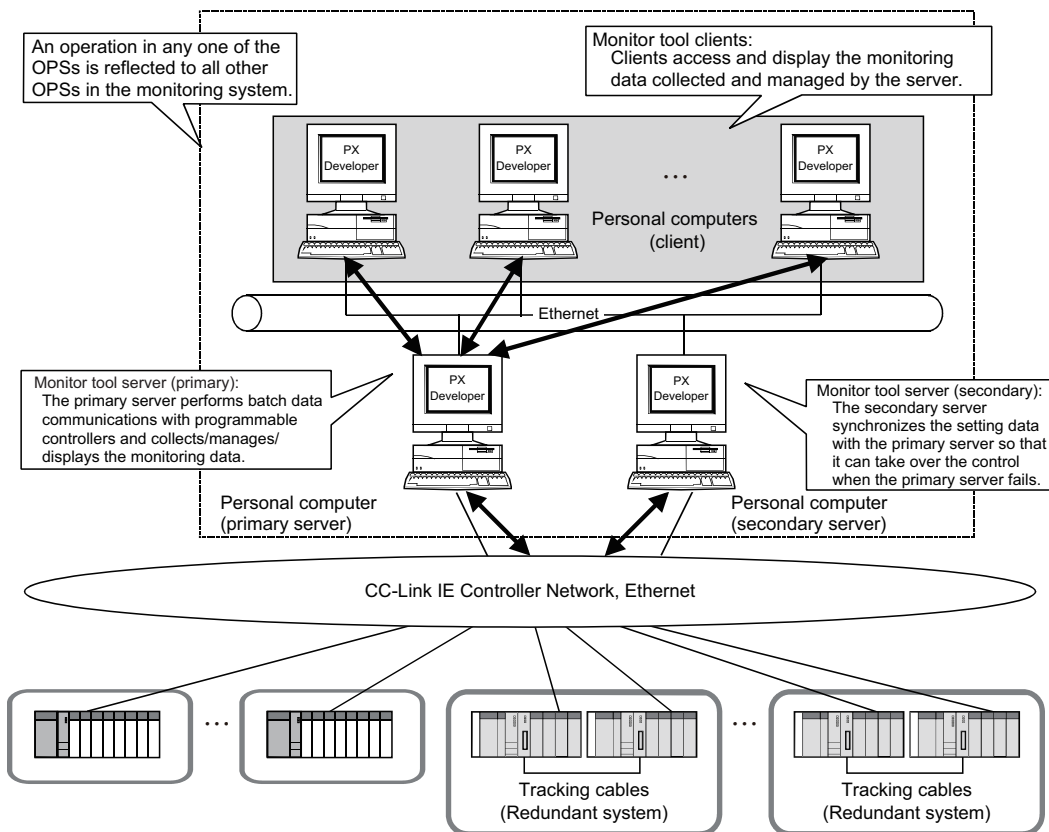 An operation in any one of the
OPSs is reflected to all other
OPSs in the monitoring system.
Monitor tool clients:
Clients access and display the monitoring
data collected and managed by the server.
PX
Developer
PX
Developer
...
PX
Developer
Personal computers
(client)
Ethernet
Monitor tool server (primary):
The primary server performs batch data
communications with programmable
controllers and collects/manages/
displays the monitoring data.
PX
Developer
PX
Developer
Monitor tool server (secondary):
The secondary server
synchronizes the setting data
with the primary server so that
it can take over the control
when the primary server fails.
Personal computer
(primary server)
Personal computer
(secondary server)
CC-Link IE Controller Network, Ethernet
...
...
Tracking cables
(Redundant system)
Tracking cables
(Redundant system)